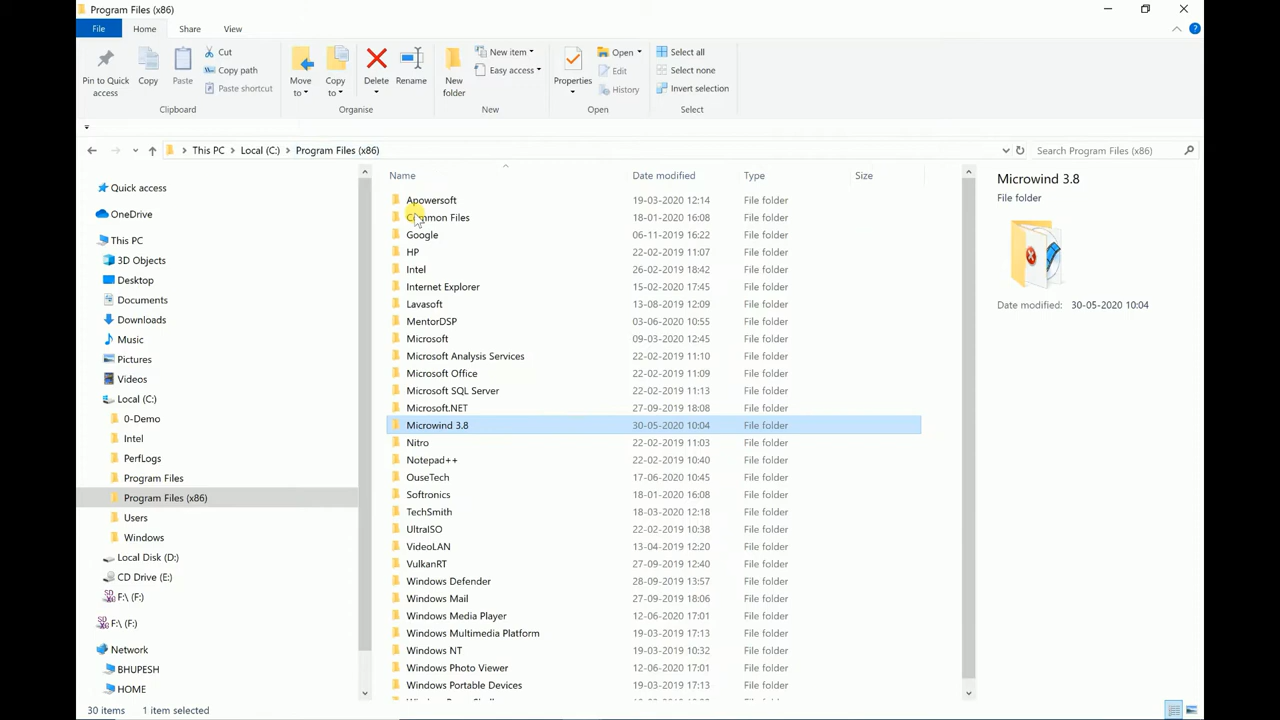 Program Files (x86)
File Home Share View
Pin to Quick access
Copy
Paste
Cut
Copy path
Paste shortcut
Clipboard
Move to
Copy to
Delete
Rename
Organise
New folder
New item
Easy access
New
Properties
Open
Edit
History
Open
Select all
Select none
Invert selection
Select
This PC Local (C:) Program Files (x86)
Search Program Files (x86)
Quick access
OneDrive
This PC
3D Objects
Desktop
Documents
Downloads
Music
Pictures
Videos
Local (C:)
0-Demo
Intel
PerfLogs
Program Files
Program Files (x86)
Users
Windows
Local Disk (D:)
CD Drive (E:)
F:\ (F:)
F:\ (F:)
Network
BHUPESH
HOME
Name Date modified Type Size
Apowersoft 19-03-2020 12:14 File folder
Common Files 18-01-2020 16:08 File folder
Google 06-11-2019 16:22 File folder
HP 22-02-2019 11:07 File folder
Intel 26-02-2019 18:42 File folder
Internet Explorer 15-02-2020 17:45 File folder
Lavasoft 13-08-2019 12:09 File folder
MentorDSP 03-06-2020 10:55 File folder
Microsoft 09-03-2020 12:45 File folder
Microsoft Analysis Services 22-02-2019 11:10 File folder
Microsoft Office 22-02-2019 11:09 File folder
Microsoft SQL Server 22-02-2019 11:13 File folder
Microsoft.NET 27-09-2019 18:08 File folder
Microwind 3.8 30-05-2020 10:04 File folder
Nitro 22-02-2019 11:03 File folder
Notepad++ 22-02-2019 10:40 File folder
OuseTech 17-06-2020 10:45 File folder
Softronics 18-01-2020 16:08 File folder
TechSmith 18-03-2020 12:18 File folder
UltraISO 22-02-2019 10:38 File folder
VideoLAN 13-04-2019 12:20 File folder
VulkanRT 27-09-2019 12:40 File folder
Windows Defender 28-09-2019 13:57 File folder
Windows Mail 27-09-2019 18:06 File folder
Windows Media Player 12-06-2020 17:01 File folder
Windows Multimedia Platform 19-03-2019 17:13 File folder
Windows NT 19-03-2019 10:32 File folder
Windows Photo Viewer 12-06-2020 17:01 File folder
Windows Portable Devices 19-03-2019 17:13 File folder
Microwind 3.8
File folder
Date modified: 30-05-2020 10:04
30 items 1 item selected